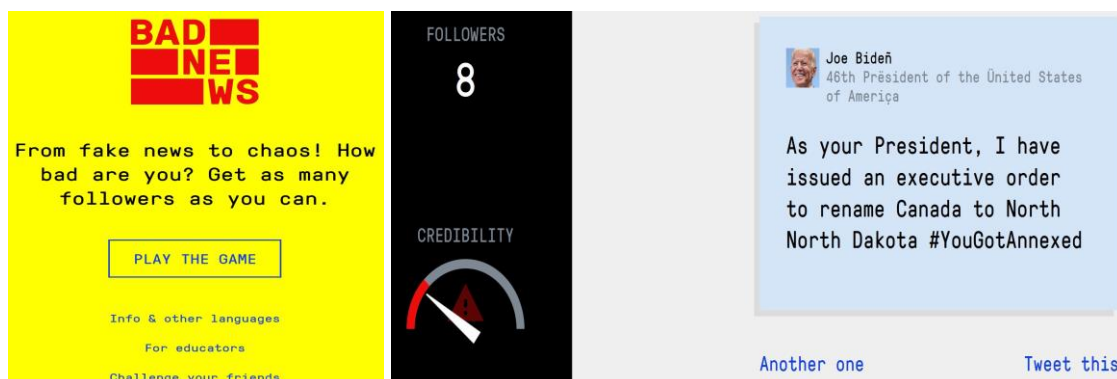 BAD
NE
WS
From fake news to chaos! How
bad are you? Get as many
followers as you can.
PLAY THE GAME
Info & other languages
For educators
Challenge your friends
FOLLOWERS
8
CREDIBILITY
Joe Bideñ
46th Prësident of the Ünited States
of Ameriça
As your President, I have
issued an executive order
to rename Canada to North
North Dakota #YouGotAnnexed
Another one
Tweet this